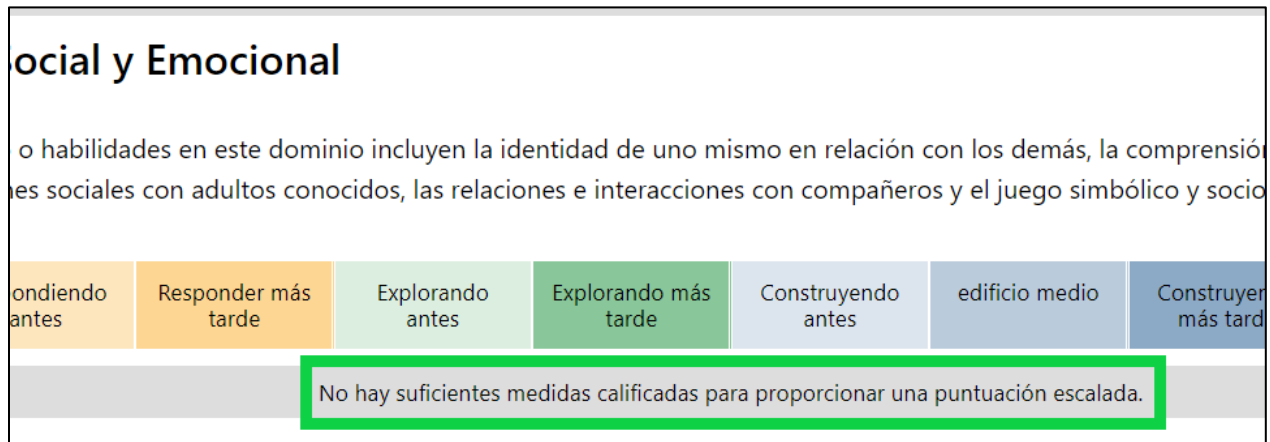 ocial y Emocional
o habilidades en este dominio incluyen la identidad de uno mismo en relación con los demás, la comprensión
es sociales con adultos conocidos, las relaciones e interacciones con compañeros y el juego simbólico y socio
ondiendo
antes
Responder más
tarde
Explorando
antes
Explorando más
tarde
Construyendo
antes
edificio medio
Construyen
más tard
No hay suficientes medidas calificadas para proporcionar una puntuación escalada.